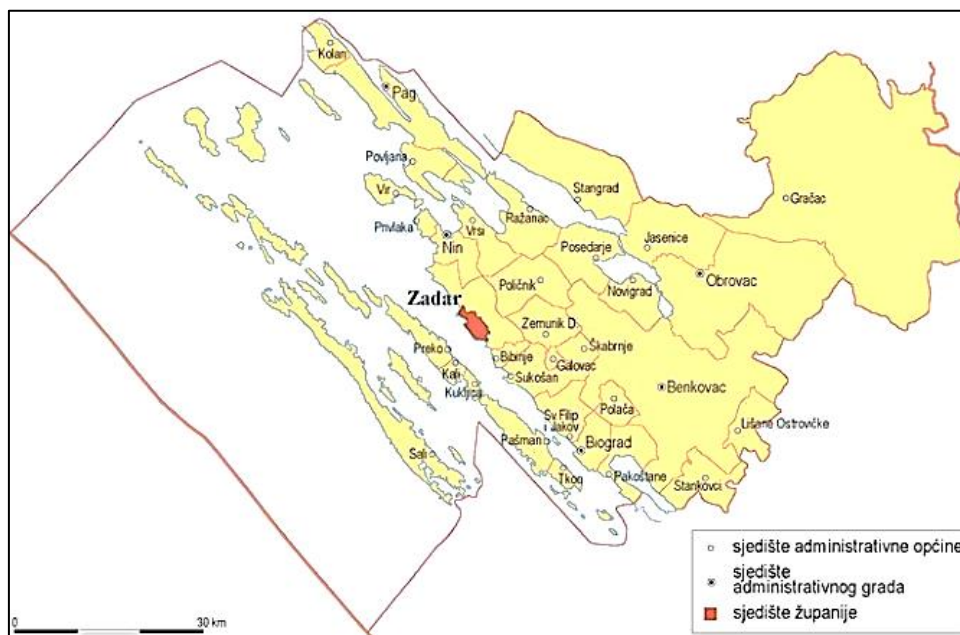 Kolan
Pag
Povljana
Vir
Privlaka
Nin
Vrsi
Ražanac
Stangrad
Gračac
Posedarje
Jasenice
Obrovac
Poličnik
Novigrad
Zadar
Zemunik D.
Škabrnje
Preko
Bibinje
Galovac
Kali
Sukošan
Kukljica
Benkovac
Polača
Sv Filip
Jakov
Lišane Ostrovičke
Pašman
Biograd
Sali
Tkon
Pakoštane
Stankovci
sjedište administrativne općine
sjedište
administrativnog grada
sjedište županije
0 30 km